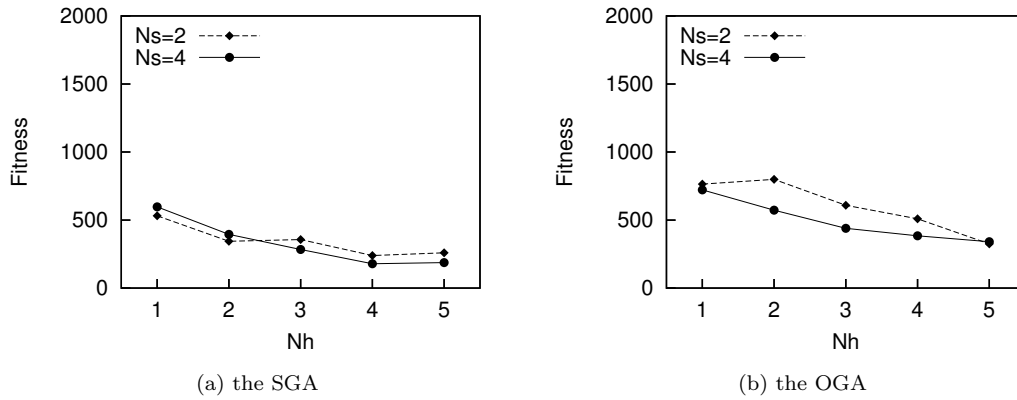 2000
1500
1000
500
0
Fitness
Ns=2
Ns=4
1 2 3 4 5
Nh
(a) the SGA
2000
1500
1000
500
0
Fitness
Ns=2
Ns=4
1 2 3 4 5
Nh
(b) the OGA